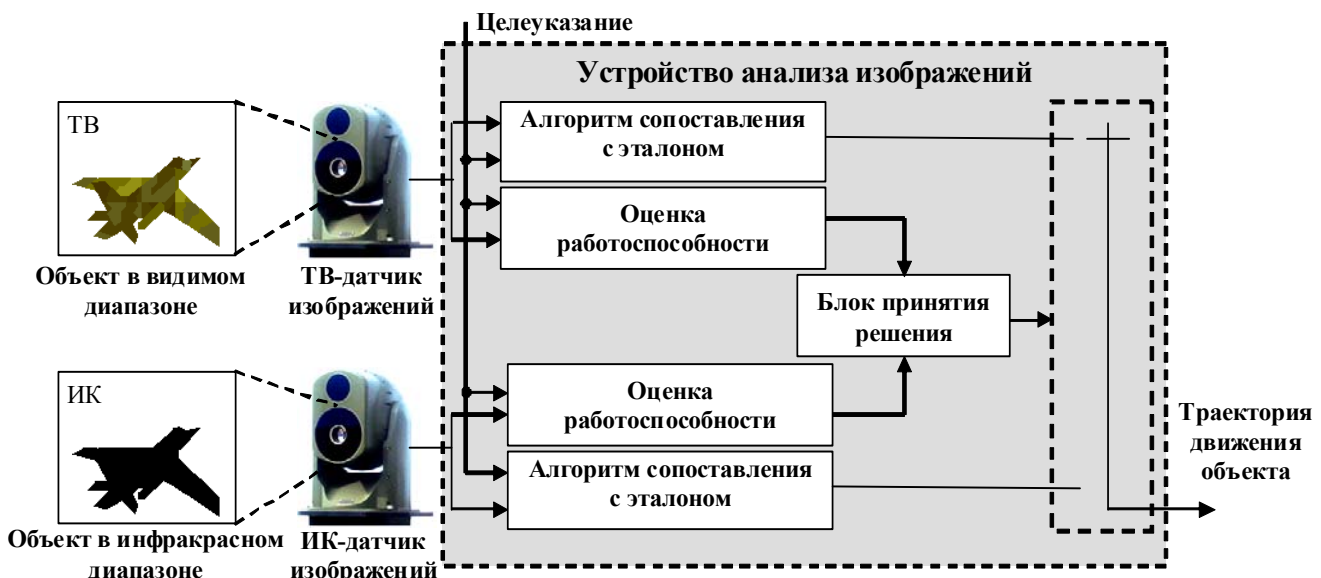 Целеуказание
Устройство анализа изображений
ТВ
Объект в видимом
диапазоне
ТВ-датчик
изображений
Алгоритм сопоставления
с эталоном
Оценка
работоспособности
Блок принятия
решения
ИК
Объект в инфракрасном
диапазоне
ИК-датчик
изображений
Оценка
работоспособности
Алгоритм сопоставления
с эталоном
Траектория
движения
объекта